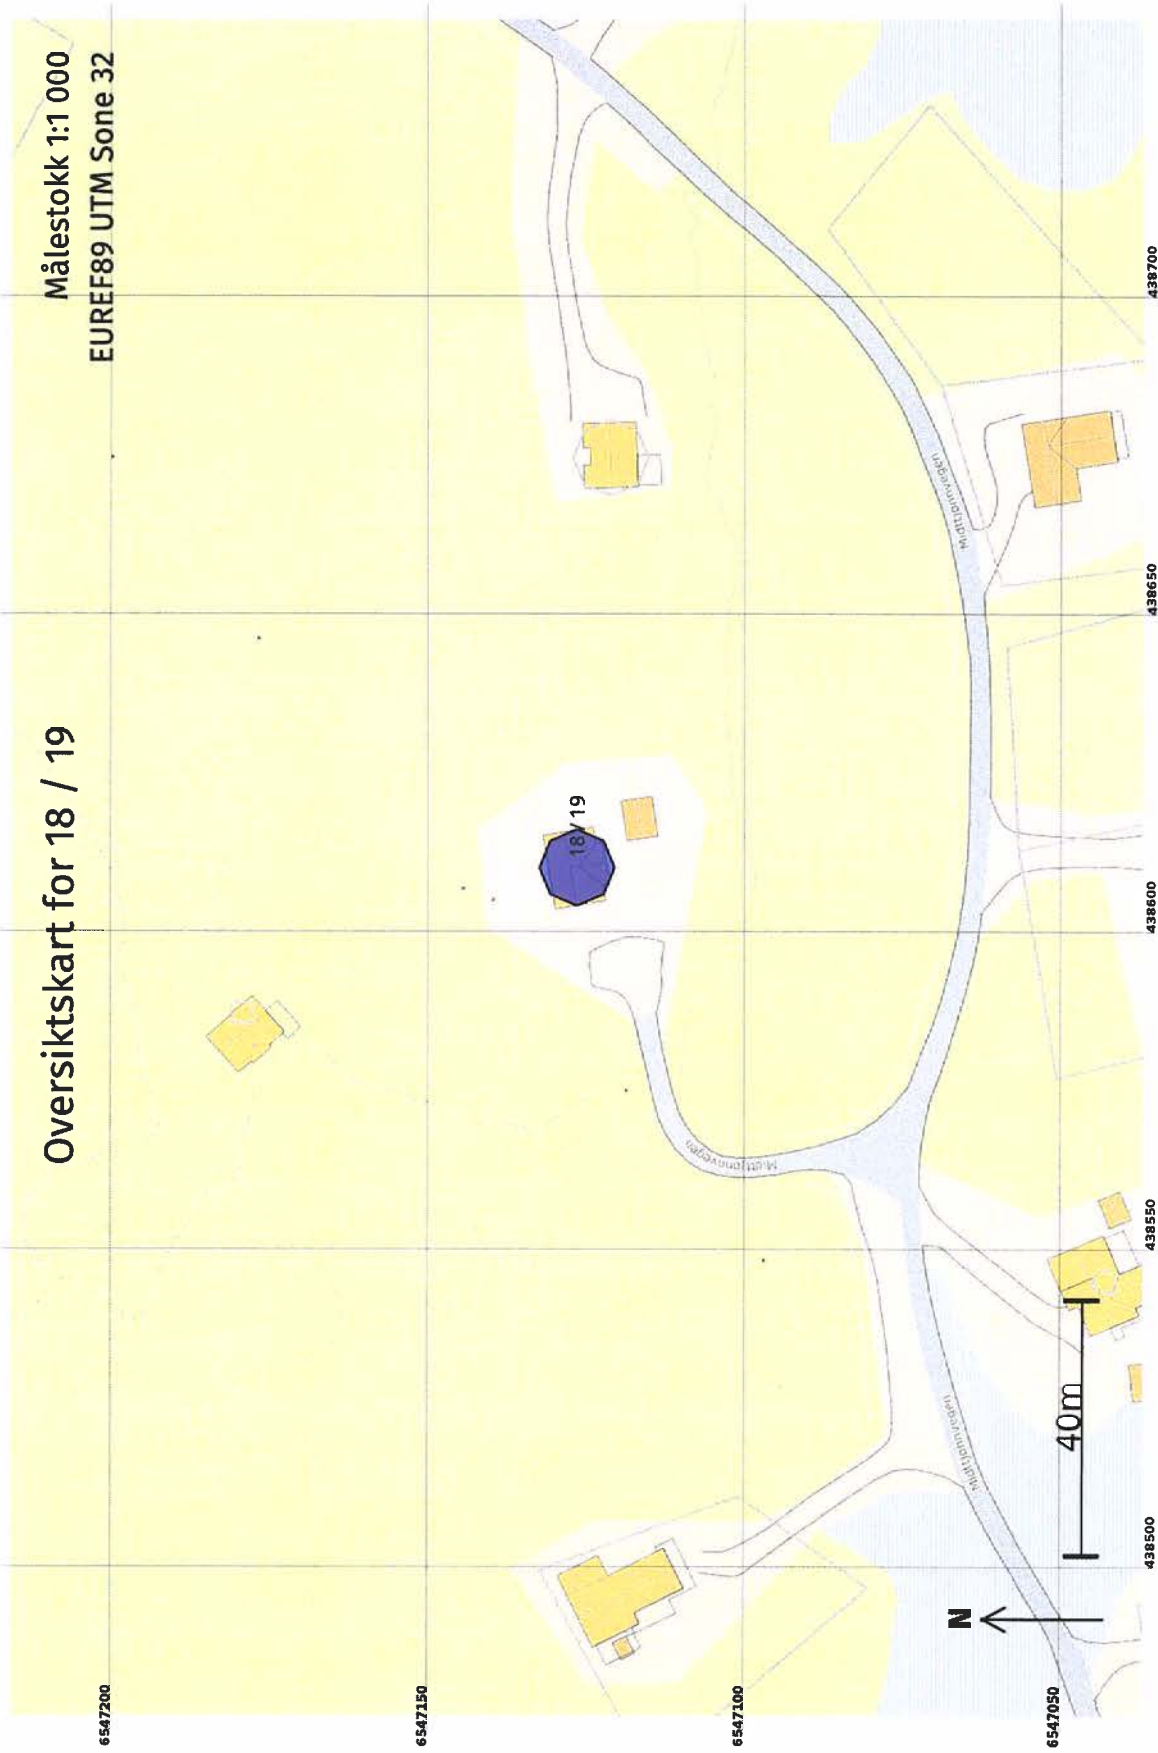 Oversiktskart for 18 / 19
Målestokk 1:1 000
EUREF89 UTM Sone 32
6547200
6547150
6547100
6547050
438500
438550
438600
438650
438700
18/19
Midttjønnvegen
Midttjønnvegen
Midttjønnvegen
40m
N